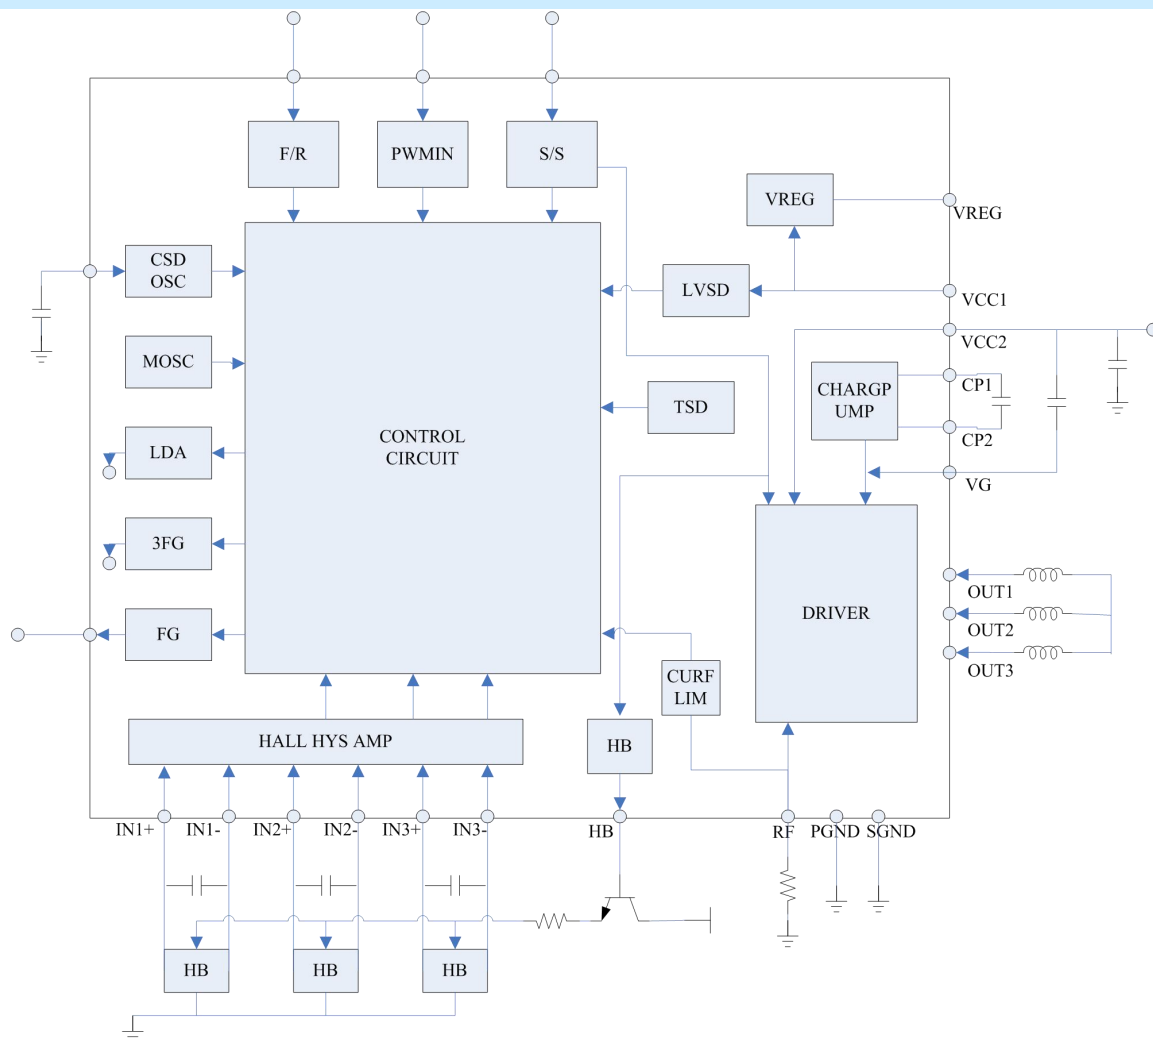 F/R
PWMIN
S/S
VREG
VREG
CSD
OSC
LVSD
VCC1
VCC2
MOSC
CHARGP
UMP
CP1
TSD
CP2
CONTROL
CIRCUIT
LDA
VG
3FG
OUT1
DRIVER
OUT2
FG
OUT3
CURF
LIM
HALL HYS AMP
HB
IN1+
IN1-
IN2+
IN2-
IN3+
IN3-
HB
RF
PGND
SGND
HB
HB
HB